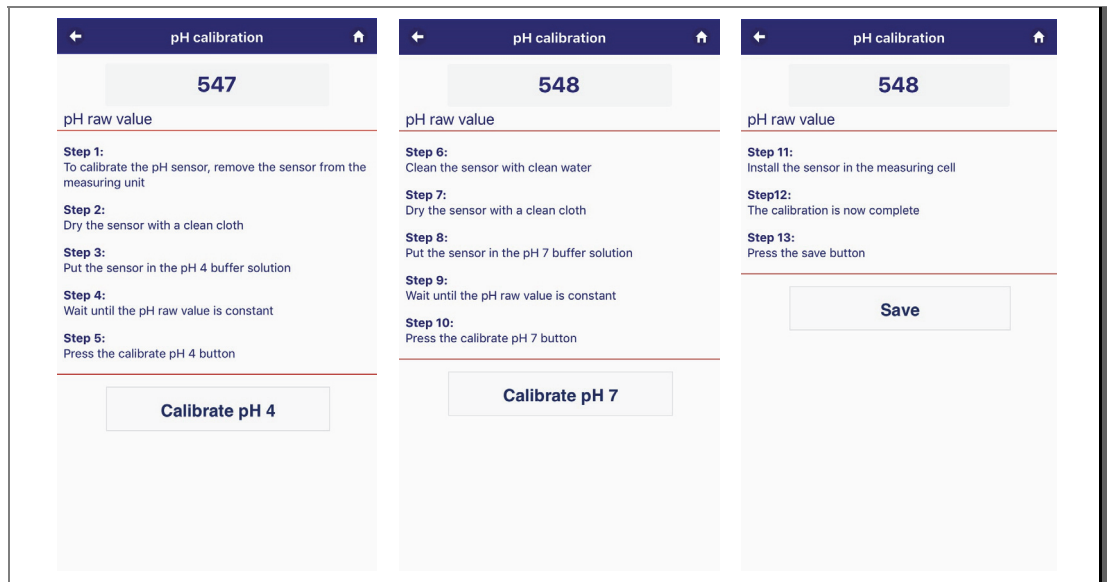 pH calibration
547
pH raw value
Step 1:
To calibrate the pH sensor, remove the sensor from the
measuring unit
Step 2:
Dry the sensor with a clean cloth
Step 3:
Put the sensor in the pH 4 buffer solution
Step 4:
Wait until the pH raw value is constant
Step 5:
Press the calibrate pH 4 button
Calibrate pH 4
pH calibration
548
pH raw value
Step 6:
Clean the sensor with clean water
Step 7:
Dry the sensor with a clean cloth
Step 8:
Put the sensor in the pH 7 buffer solution
Step 9:
Wait until the pH raw value is constant
Step 10:
Press the calibrate pH 7 button
Calibrate pH 7
pH calibration
548
pH raw value
Step 11:
Install the sensor in the measuring cell
Step12:
The calibration is now complete
Step 13:
Press the save button
Save